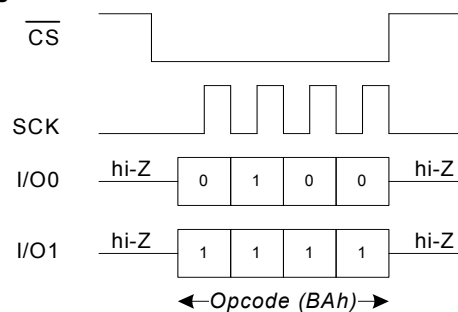 CS
SCK
I/O0 hi-Z 0 1 0 0 hi-Z
I/O1 hi-Z 1 1 1 1 hi-Z
Opcode (BAh)